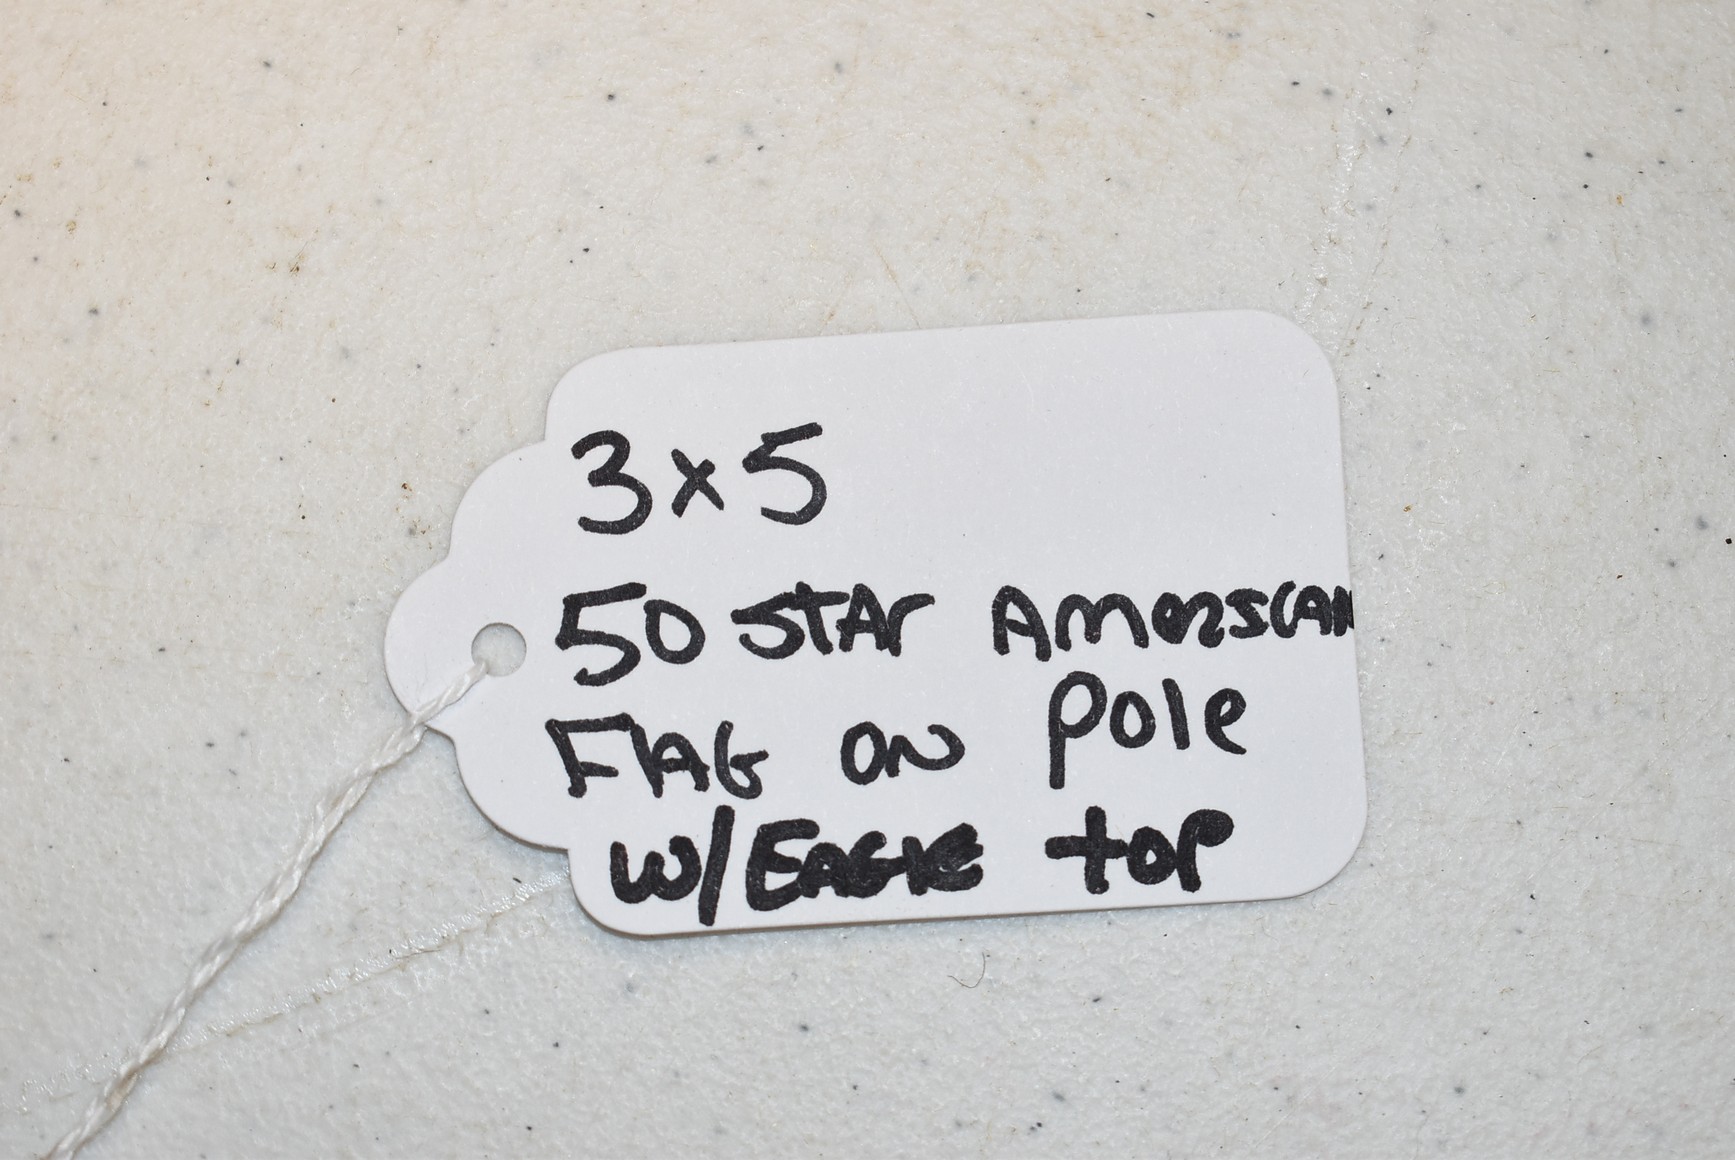 3x5
50 Star American
Flag on pole
w/ Eagle top